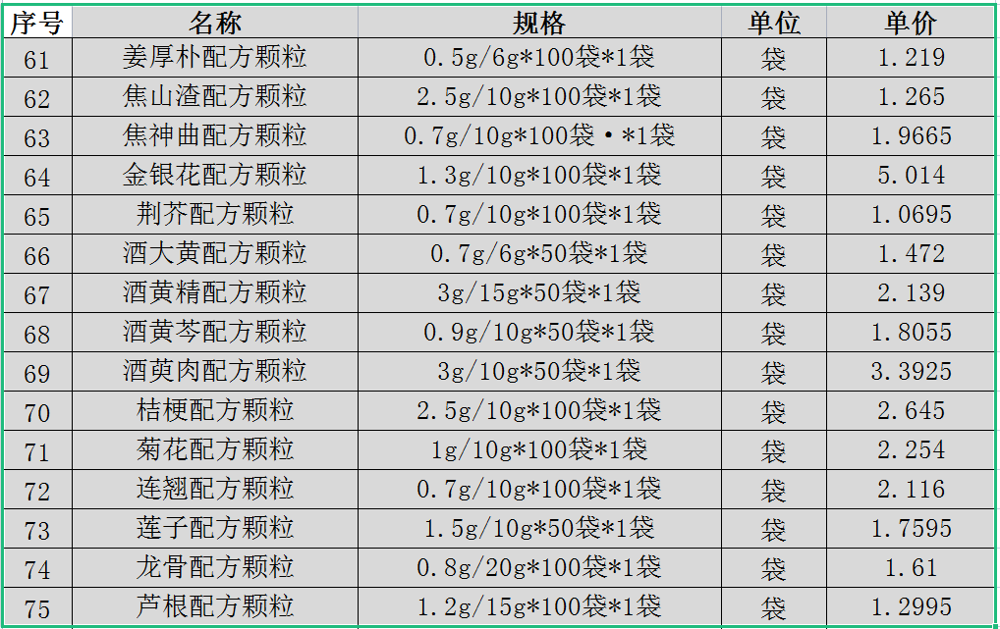 序号 名称 规格 单位 单价
61 姜厚朴配方颗粒 0.5g/6g*100袋*1袋 袋 1.219
62 焦山渣配方颗粒 2.5g/10g*100袋*1袋 袋 1.265
63 焦神曲配方颗粒 0.7g/10g*100袋·*1袋 袋 1.9665
64 金银花配方颗粒 1.3g/10g*100袋*1袋 袋 5.014
65 荆芥配方颗粒 0.7g/10g*100袋*1袋 袋 1.0695
66 酒大黄配方颗粒 0.7g/6g*50袋*1袋 袋 1.472
67 酒黄精配方颗粒 3g/15g*50袋*1袋 袋 2.139
68 酒黄芩配方颗粒 0.9g/10g*50袋*1袋 袋 1.8055
69 酒萸肉配方颗粒 3g/10g*50袋*1袋 袋 3.3925
70 桔梗配方颗粒 2.5g/10g*100袋*1袋 袋 2.645
71 菊花配方颗粒 1g/10g*100袋*1袋 袋 2.254
72 连翘配方颗粒 0.7g/10g*100袋*1袋 袋 2.116
73 莲子配方颗粒 1.5g/10g*50袋*1袋 袋 1.7595
74 龙骨配方颗粒 0.8g/20g*100袋*1袋 袋 1.61
75 芦根配方颗粒 1.2g/15g*100袋*1袋 袋 1.2995